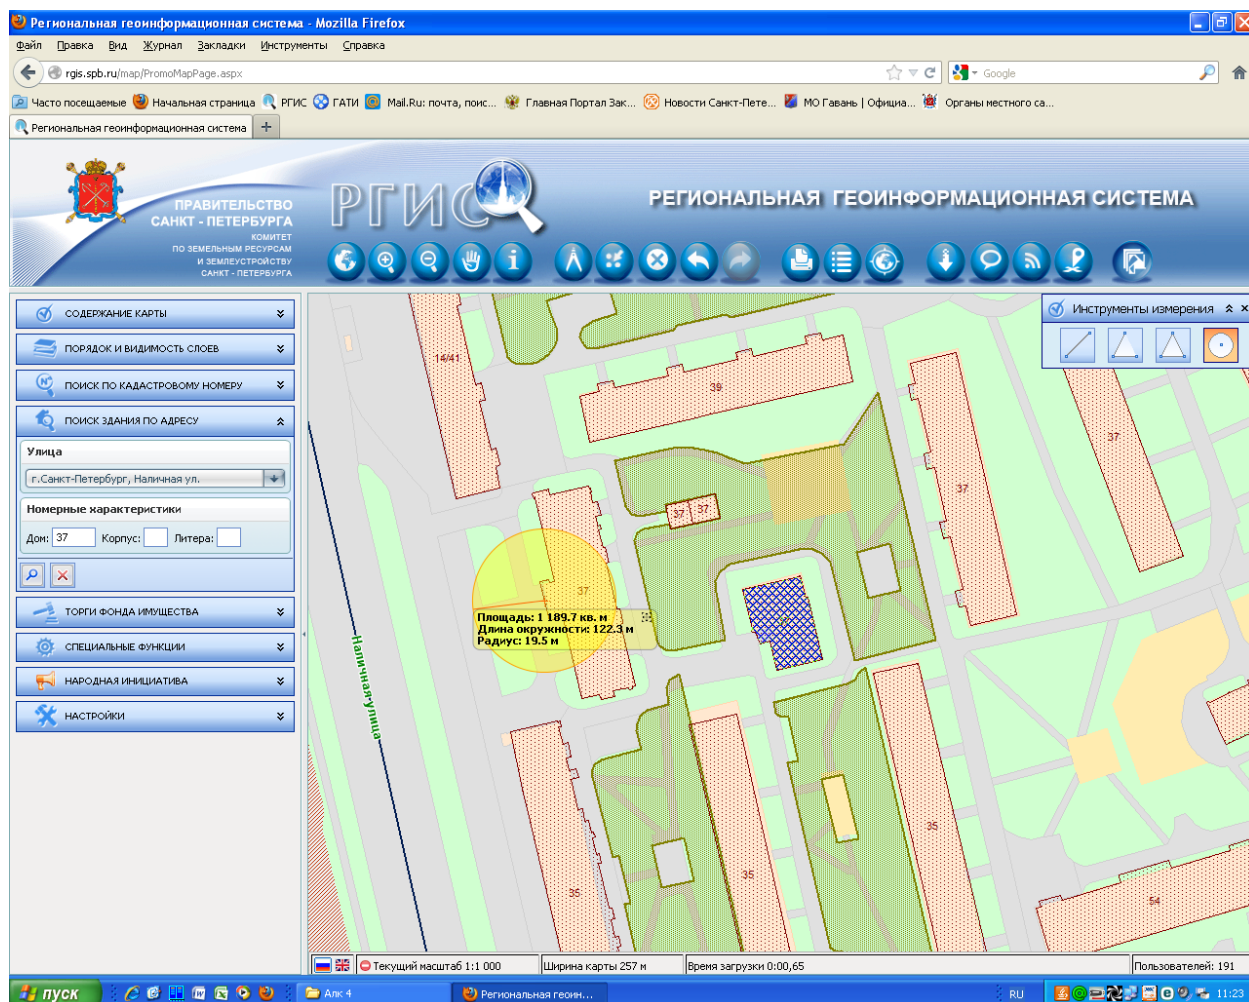 Региональная геоинформационная система - Mozilla Firefox
Файл Правка Вид Журнал Закладки Инструменты Справка
rgis.spb.ru/map/PromoMapPage.aspx
Google
Часто посещаемые Начальная страница РГИС ГАТИ Mail.Ru: почта, поис... Главная Портал Зак... Новости Санкт-Пете... МО Гавань | Официа... Органы местного са...
Региональная геоинформационная система
ПРАВИТЕЛЬСТВО
САНКТ - ПЕТЕРБУРГА
КОМИТЕТ
ПО ЗЕМЕЛЬНЫМ РЕСУРСАМ
И ЗЕМЛЕУСТРОЙСТВУ
САНКТ - ПЕТЕРБУРГА
РГИС
РЕГИОНАЛЬНАЯ ГЕОИНФОРМАЦИОННАЯ СИСТЕМА
СОДЕРЖАНИЕ КАРТЫ
ПОРЯДОК И ВИДИМОСТЬ СЛОЕВ
ПОИСК ПО КАДАСТРОВОМУ НОМЕРУ
ПОИСК ЗДАНИЯ ПО АДРЕСУ
Улица
г.Санкт-Петербург, Наличная ул.
Номерные характеристики
Дом: 37 Корпус: Литера:
ТОРГИ ФОНДА ИМУЩЕСТВА
СПЕЦИАЛЬНЫЕ ФУНКЦИИ
НАРОДНАЯ ИНИЦИАТИВА
НАСТРОЙКИ
Инструменты измерения
14/41
39
37
37
37 37
37
Площадь: 1 189.7 кв. м
Длина окружности: 122.3 м
Радиус: 19.5 м
Наличная улица
35
35
35
54
Текущий масштаб 1:1 000 Ширина карты 257 м Время загрузки 0:00,65 Пользователей: 191
пуск Алк 4 Региональная геоин... RU 11:23